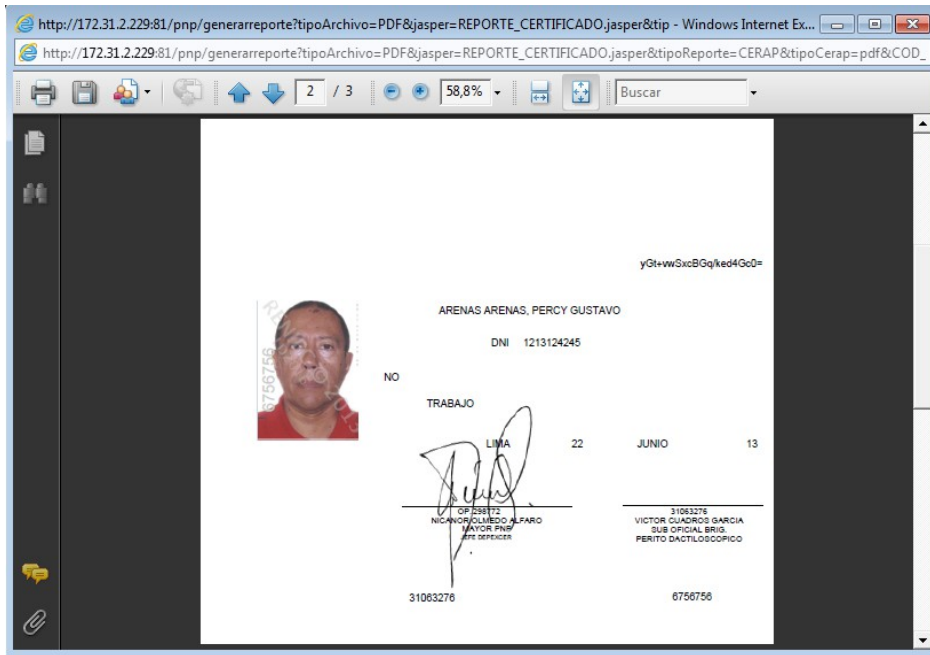 http://172.31.2.229:81/pnp/generarreporte?tipoArchivo=PDF&jasper=REPORTE_CERTIFICADO.jasper&tip - Windows Internet Ex...
http://172.31.2.229:81/pnp/generarreporte?tipoArchivo=PDF&jasper=REPORTE_CERTIFICADO.jasper&tipoReporte=CERAP&tipoCerap=pdf&COD_
2 / 3 58,8% Buscar
yGt+vwSxcBGq/ked4Gc0=
ARENAS ARENAS, PERCY GUSTAVO
DNI 1213124245
6756756
NO
TRABAJO
LIMA 22 JUNIO 13
OP 298772
NICANOR OLMEDO ALFARO
MAYOR PNP
JEFE DEPEXCER
31063276
VICTOR CUADROS GARCIA
SUB OFICIAL BRIG.
PERITO DACTILOSCOPICO
31063276 6756756